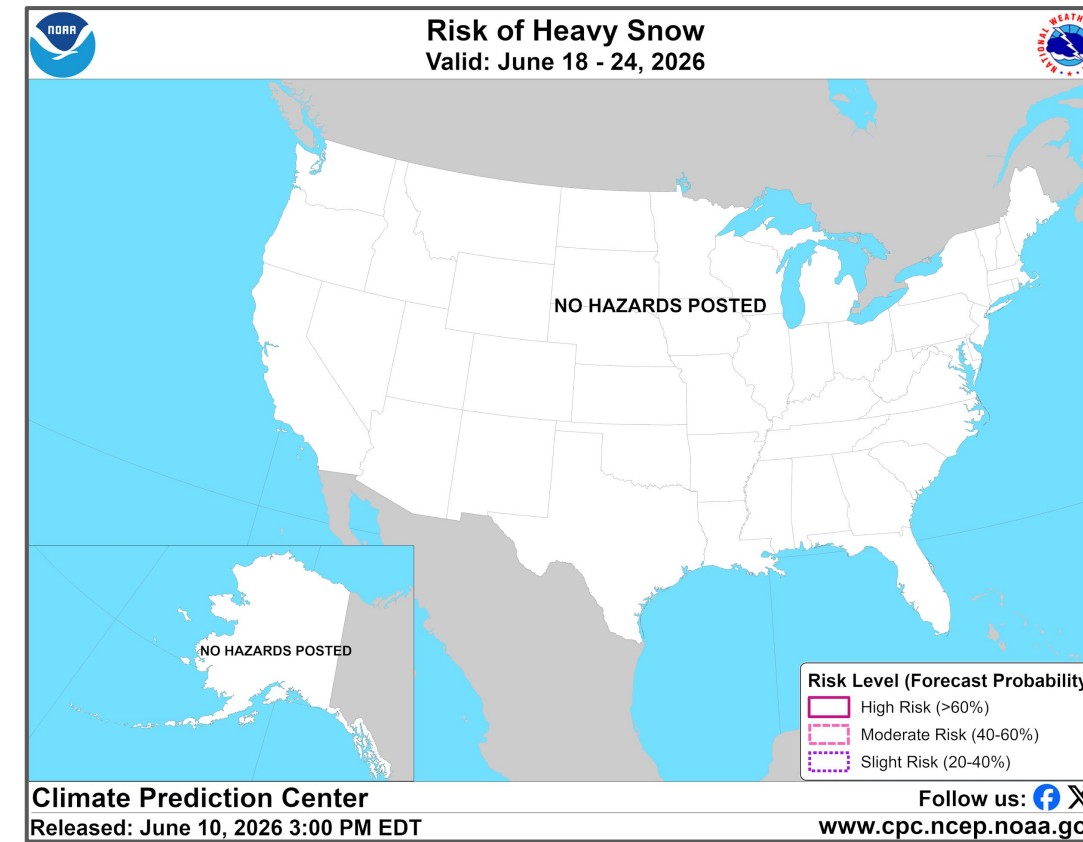 NOAA
Risk of Heavy Snow
Valid: June 18 - 24, 2026
NATIONAL WEATH
NO HAZARDS POSTED
NO HAZARDS POSTED
Risk Level (Forecast Probability
High Risk (>60%)
Moderate Risk (40-60%)
Slight Risk (20-40%)
Climate Prediction Center
Follow us:
Released: June 10, 2026 3:00 PM EDT
www.cpc.ncep.noaa.go